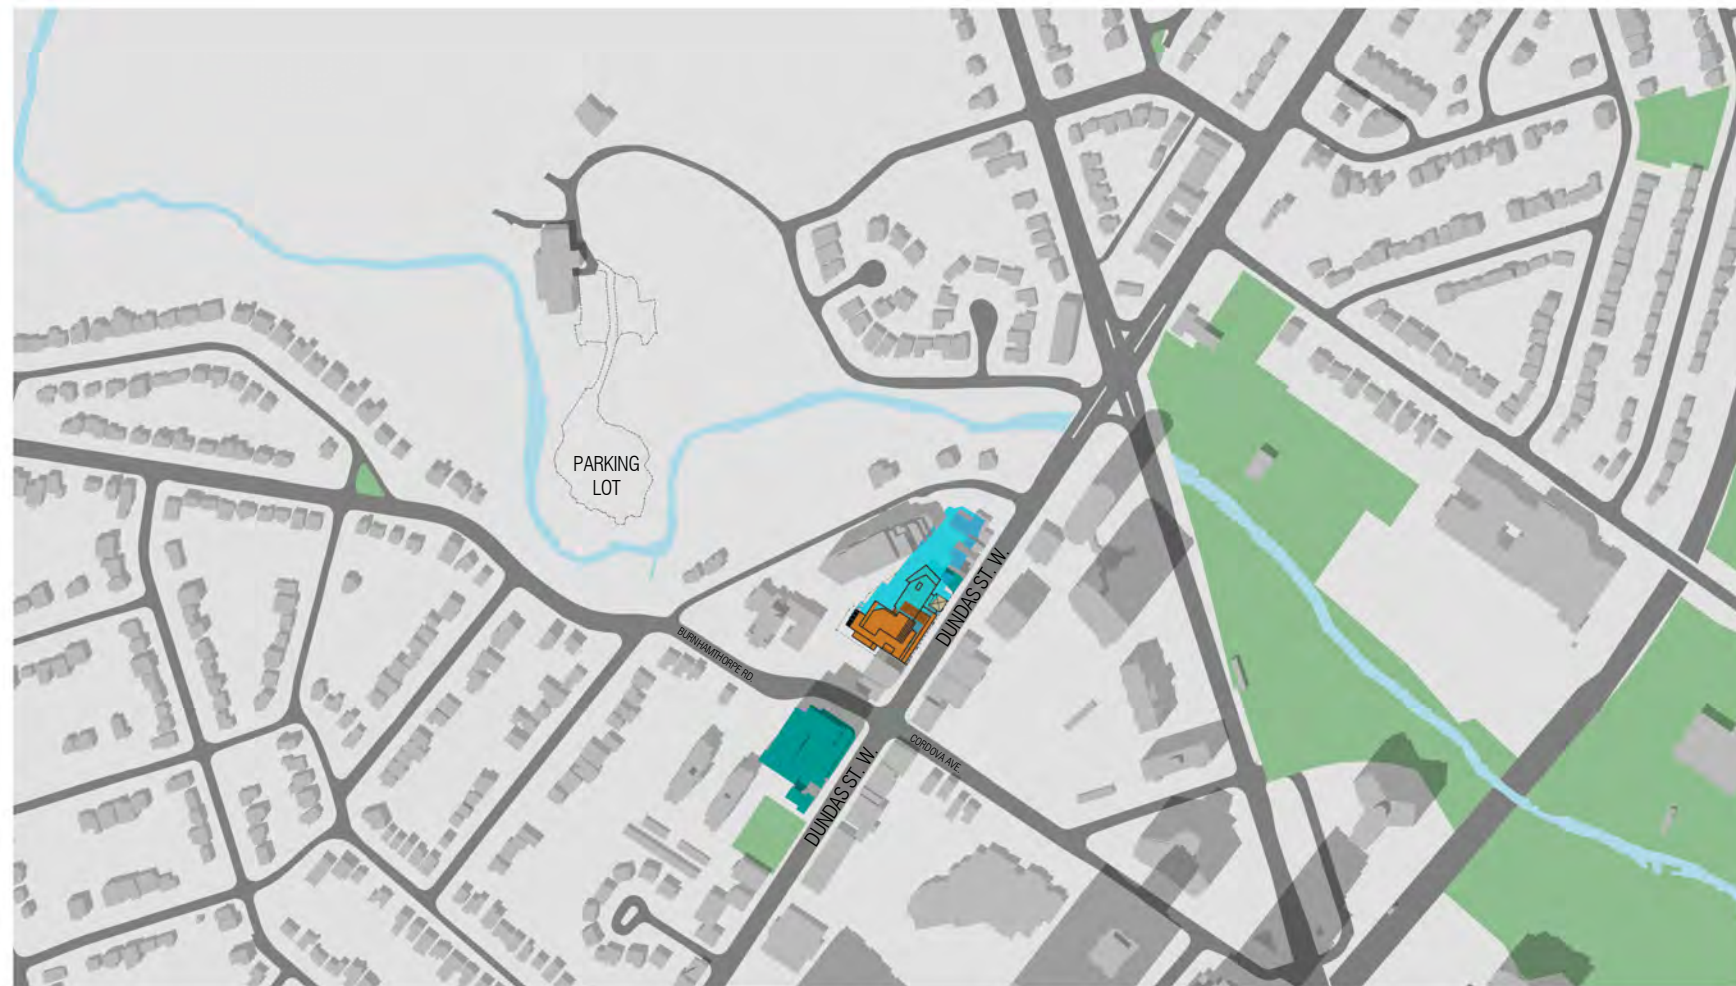 PARKING
LOT
DUNDAS ST. W.
BURNHAMTHORPE RD.
CORDOVA AVE.
DUNDAS ST. W.